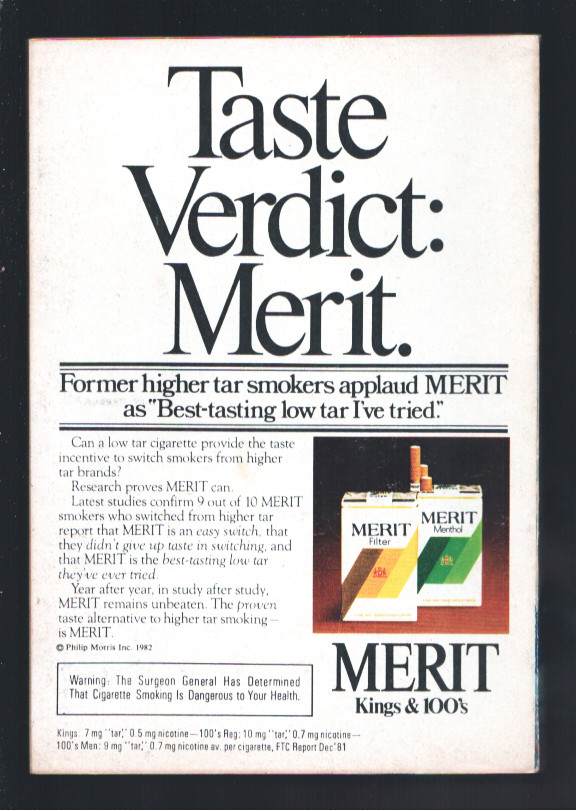 Taste
Verdict:
Merit.
Former higher tar smokers applaud MERIT
as "Best-tasting low tar I've tried."
Can a low tar cigarette provide the taste
incentive to switch smokers from higher
tar brands?
Research proves MERIT can.
Latest studies confirm 9 out of 10 MERIT
smokers who switched from higher tar
report that MERIT is an easy switch, that
they didn't give up taste in switching, and
that MERIT is the best-tasting low tar
they've ever tried.
Year after year, in study after study,
MERIT remains unbeaten. The proven
taste alternative to higher tar smoking—
is MERIT.
© Philip Morris Inc. 1982
MERIT
Filter
MERIT
Menthol
Warning: The Surgeon General Has Determined
That Cigarette Smoking Is Dangerous to Your Health.
MERIT
Kings & 100's
Kings: 7 mg "tar," 0.5 mg nicotine—100's Reg: 10 mg "tar," 0.7 mg nicotine—
100's Men: 9 mg "tar," 0.7 mg nicotine av. per cigarette, FTC Report Dec'81